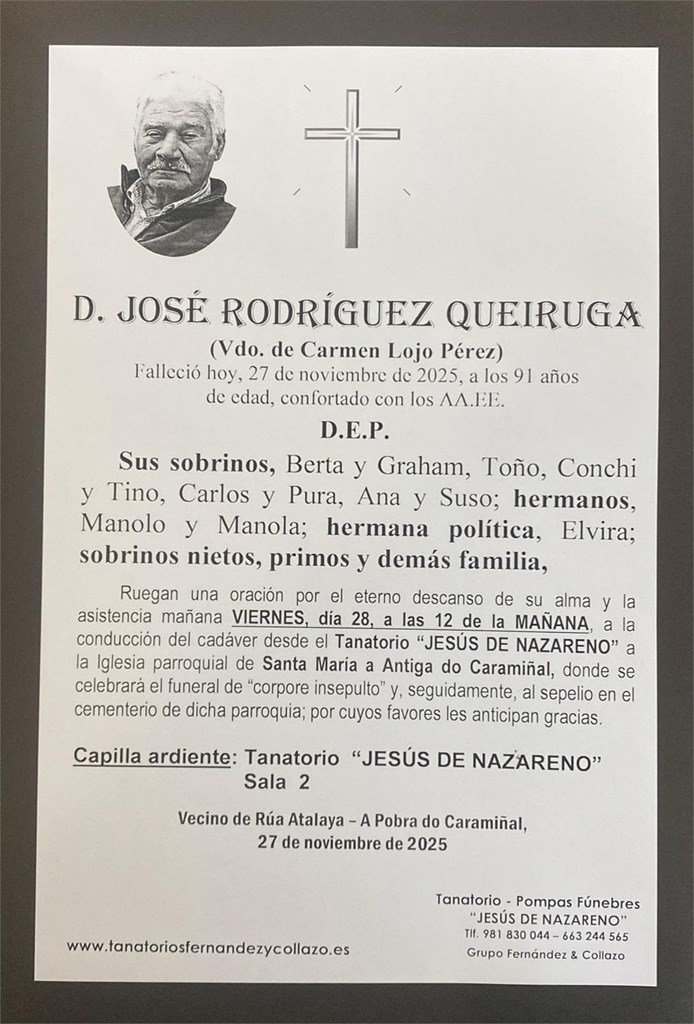 D. JOSÉ RODRÍGUEZ QUEIRUGA
(Vdo. de Carmen Lojo Pérez)
Falleció hoy, 27 de noviembre de 2025, a los 91 años
de edad, confortado con los AA.EE.
D.E.P.
Sus sobrinos, Berta y Graham, Toño, Conchi
y Tino, Carlos y Pura, Ana y Suso; hermanos,
Manolo y Manola; hermana política, Elvira;
sobrinos nietos, primos y demás familia,
Ruegan una oración por el eterno descanso de su alma y la
asistencia mañana VIERNES, día 28, a las 12 de la MAÑANA, a la
conducción del cadáver desde el Tanatorio “JESÚS DE NAZARENO” a
la Iglesia parroquial de Santa María a Antiga do Caramiñal, donde se
celebrará el funeral de “corpore insepulto” y, seguidamente, al sepelio en el
cementerio de dicha parroquia; por cuyos favores les anticipan gracias.
Capilla ardiente: Tanatorio “JESÚS DE NAZARENO”
Sala 2
Vecino de Rúa Atalaya – A Pobra do Caramiñal,
27 de noviembre de 2025
Tanatorio - Pompas Fúnebres
“JESÚS DE NAZARENO”
Tlf. 981 830 044 – 663 244 565
Grupo Fernández & Collazo
www.tanatoriosfernandezycollazo.es